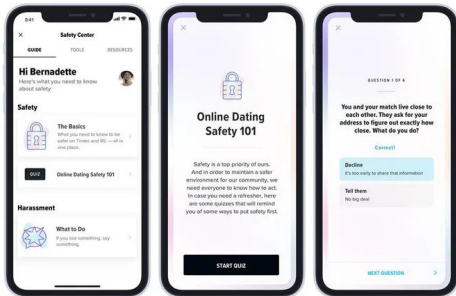 9:41
Safety Center
GUIDE TOOLS RESOURCES
Hi Bernadette
Here's what you need to know
about safety
Safety
The Basics
What you need to know to be
safer on Tinder and IRL — all in
one place.
QUIZ Online Dating Safety 101
Harassment
What to Do
If you see something, say
something.
Online Dating
Safety 101
Safety is a top priority of ours.
And in order to maintain a safer
environment for our community, we
need everyone to know how to act.
In case you need a refresher, here
are some quizzes that will remind
you of some ways to put safety first.
START QUIZ
QUESTION 1 OF 6
You and your match live close to
each other. They ask for your
address to figure out exactly how
close. What do you do?
Correct!
Decline
It's too early to share that information
Tell them
No big deal
NEXT QUESTION